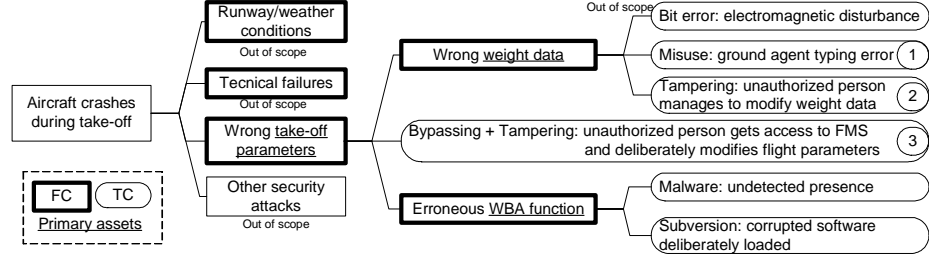 Aircraft crashes
during take-off
Runway/weather
conditions
Out of scope
Tecnical failures
Out of scope
Wrong take-off
parameters
Other security
attacks
Out of scope
Wrong weight data
Out of scope
Bit error: electromagnetic disturbance
Misuse: ground agent typing error 1
Tampering: unauthorized person
manages to modify weight data 2
Bypassing + Tampering: unauthorized person gets access to FMS
and deliberately modifies flight parameters 3
Erroneous WBA function
Malware: undetected presence
Subversion: corrupted software
deliberately loaded
FC TC
Primary assets